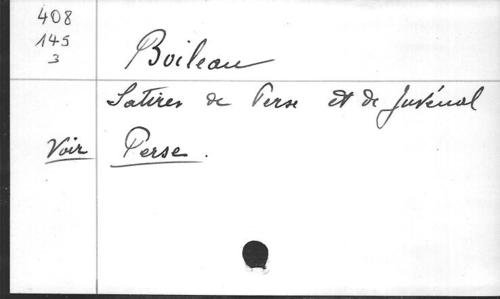 408
145
3
Boileau
Satires de Perse et de Juvénal
Voir Perse.